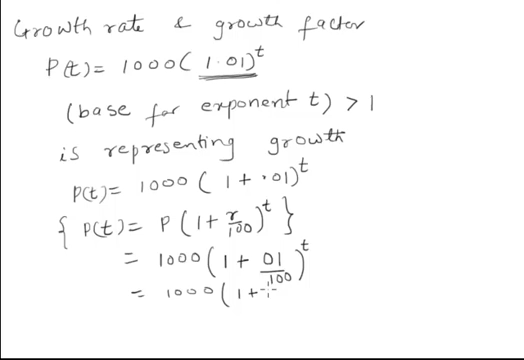 Growth rate & growth factor
P(t) = 1000 ( 1.01)^t
(base for exponent t) > 1
is representing growth
P(t) = 1000 ( 1 + .01)^t
{ P(t) = P ( 1 + r/100 )^t }
= 1000 ( 1 + 01/100 )^t
= 1000 ( 1 +